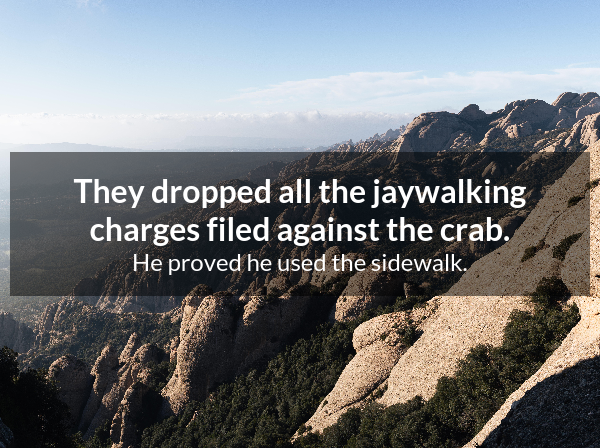 They dropped all the jaywalking
charges filed against the crab.
He proved he used the sidewalk.